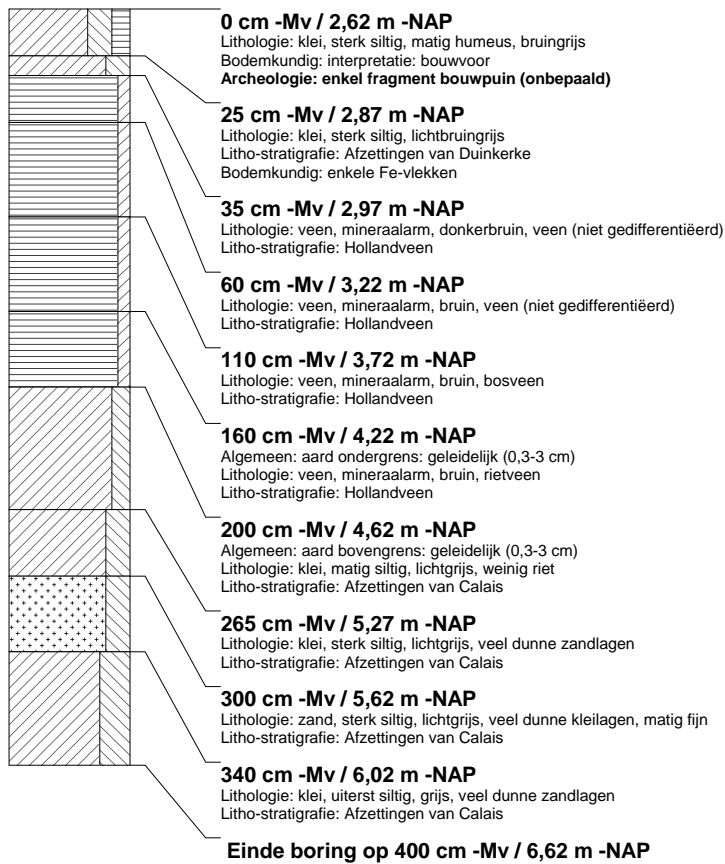 0 cm -Mv / 2,62 m -NAP
Lithologie: klei, sterk siltig, matig humeus, bruingrijs
Bodemkundig: interpretatie: bouwvoor
Archeologie: enkel fragment bouwpuin (onbepaald)
25 cm -Mv / 2,87 m -NAP
Lithologie: klei, sterk siltig, lichtbruingrijs
Litho-stratigrafie: Afzettingen van Duinkerke
Bodemkundig: enkele Fe-vlekken
35 cm -Mv / 2,97 m -NAP
Lithologie: veen, mineraalarm, donkerbruin, veen (niet gedifferentiëerd)
Litho-stratigrafie: Hollandveen
60 cm -Mv / 3,22 m -NAP
Lithologie: veen, mineraalarm, bruin, veen (niet gedifferentiëerd)
Litho-stratigrafie: Hollandveen
110 cm -Mv / 3,72 m -NAP
Lithologie: veen, mineraalarm, bruin, bosveen
Litho-stratigrafie: Hollandveen
160 cm -Mv / 4,22 m -NAP
Algemeen: aard ondergrens: geleidelijk (0,3-3 cm)
Lithologie: veen, mineraalarm, bruin, rietveen
Litho-stratigrafie: Hollandveen
200 cm -Mv / 4,62 m -NAP
Algemeen: aard bovengrens: geleidelijk (0,3-3 cm)
Lithologie: klei, matig siltig, lichtgrijs, weinig riet
Litho-stratigrafie: Afzettingen van Calais
265 cm -Mv / 5,27 m -NAP
Lithologie: klei, sterk siltig, lichtgrijs, veel dunne zandlagen
Litho-stratigrafie: Afzettingen van Calais
300 cm -Mv / 5,62 m -NAP
Lithologie: zand, sterk siltig, lichtgrijs, veel dunne kleilagen, matig fijn
Litho-stratigrafie: Afzettingen van Calais
340 cm -Mv / 6,02 m -NAP
Lithologie: klei, uiterst siltig, grijs, veel dunne zandlagen
Litho-stratigrafie: Afzettingen van Calais
Einde boring op 400 cm -Mv / 6,62 m -NAP